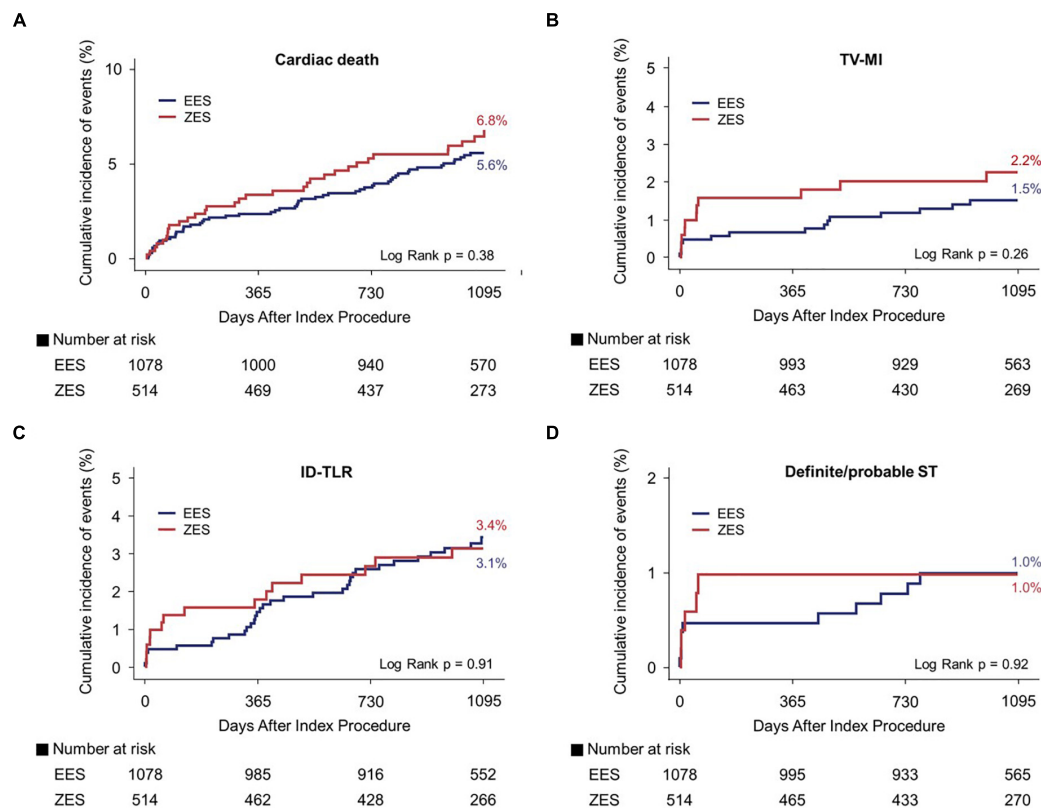 A
Cardiac death
Cumulative incidence of events (%)
10
5
0
EES
ZES
6.8%
5.6%
Log Rank p = 0.38
0 365 730 1095
Days After Index Procedure
Number at risk
EES 1078 1000 940 570
ZES 514 469 437 273
B
TV-MI
Cumulative incidence of events (%)
5
4
3
2
1
0
EES
ZES
2.2%
1.5%
Log Rank p = 0.26
0 365 730 1095
Days After Index Procedure
Number at risk
EES 1078 993 929 563
ZES 514 463 430 269
C
ID-TLR
Cumulative incidence of events (%)
5
4
3
2
1
0
EES
ZES
3.4%
3.1%
Log Rank p = 0.91
0 365 730 1095
Days After Index Procedure
Number at risk
EES 1078 985 916 552
ZES 514 462 428 266
D
Definite/probable ST
Cumulative incidence of events (%)
2
1
0
EES
ZES
1.0%
1.0%
Log Rank p = 0.92
0 365 730 1095
Days After Index Procedure
Number at risk
EES 1078 995 933 565
ZES 514 465 433 270